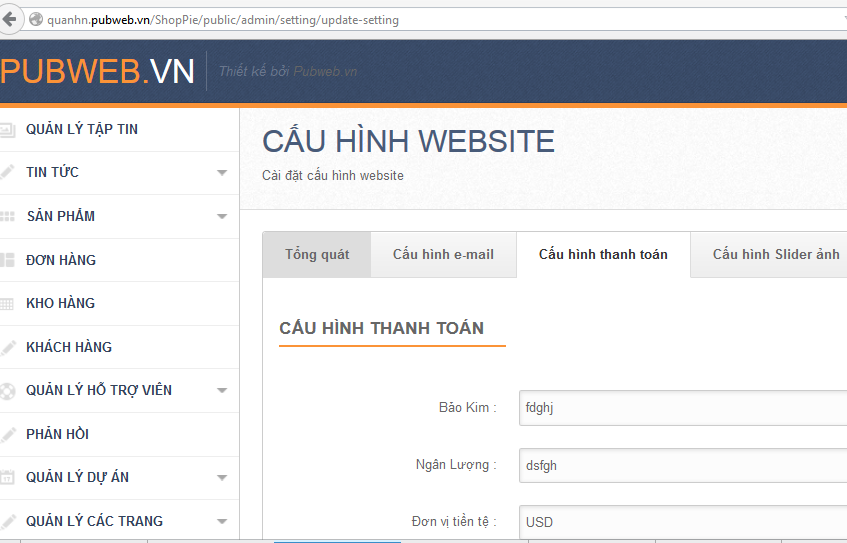 quanhn.pubweb.vn/ShopPie/public/admin/setting/update-setting
PUBWEB.VN
Thiết kế bởi Pubweb.vn
QUẢN LÝ TẬP TIN
TIN TỨC
SẢN PHẨM
ĐƠN HÀNG
KHO HÀNG
KHÁCH HÀNG
QUẢN LÝ HỖ TRỢ VIÊN
PHẢN HỒI
QUẢN LÝ DỰ ÁN
QUẢN LÝ CÁC TRANG
CẤU HÌNH WEBSITE
Cài đặt cấu hình website
Tổng quát
Cấu hình e-mail
Cấu hình thanh toán
Cấu hình Slider ảnh
CẤU HÌNH THANH TOÁN
Bảo Kim : fdghj
Ngân Lượng : dsfgh
Đơn vị tiền tệ : USD